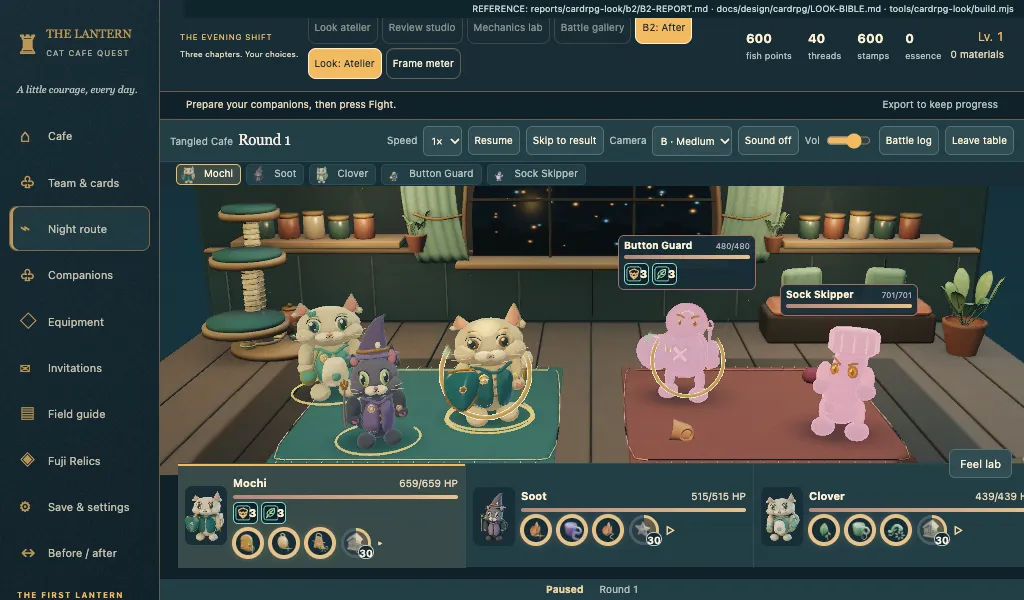 REFERENCE: reports/cardrpg-look/b2/B2-REPORT.md · docs/design/cardrpg/LOOK-BIBLE.md · tools/cardrpg-look/build.mjs
THE LANTERN
CAT CAFE QUEST
A little courage, every day.
Cafe
Team & cards
Night route
Companions
Equipment
Invitations
Field guide
Fuji Relics
Save & settings
Before / after
THE FIRST LANTERN
THE EVENING SHIFT
Three chapters. Your choices.
Look atelier
Review studio
Mechanics lab
Battle gallery
B2: After
Look: Atelier
Frame meter
600
fish points
40
threads
600
stamps
0
essence
Lv. 1
0 materials
Prepare your companions, then press Fight.
Export to keep progress
Tangled Cafe Round 1
Speed
1x
Resume
Skip to result
Camera
B · Medium
Sound off
Vol
Battle log
Leave table
Mochi
Soot
Clover
Button Guard
Sock Skipper
Button Guard 480/480
3
3
Sock Skipper 701/701
Feel lab
Mochi 659/659 HP
3
3
30
Soot 515/515 HP
30
Clover 439/439 H
30
Paused Round 1